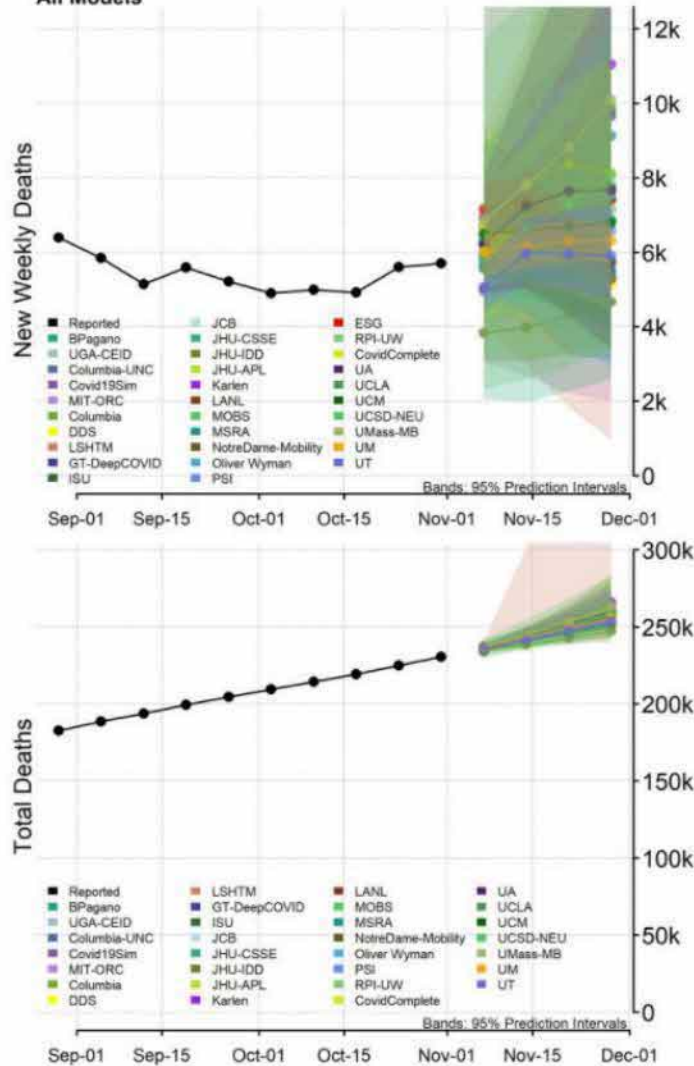 All Models
New Weekly Deaths
12k
10k
8k
6k
4k
2k
0
Reported
BPagano
UGA-CEID
Columbia-UNC
Covid19Sim
MIT-ORC
Columbia
DDS
LSHTM
GT-DeepCOVID
ISU
JCB
JHU-CSSE
JHU-IDD
JHU-APL
Karlen
LANL
MOBS
MSRA
NotreDame-Mobility
Oliver Wyman
PSI
ESG
RPI-UW
CovidComplete
UA
UCLA
UCM
UCSD-NEU
UMass-MB
UM
UT
Bands: 95% Prediction Intervals
Sep-01 Sep-15 Oct-01 Oct-15 Nov-01 Nov-15 Dec-01
Total Deaths
300k
250k
200k
150k
100k
50k
0
Reported
BPagano
UGA-CEID
Columbia-UNC
Covid19Sim
MIT-ORC
Columbia
DDS
LSHTM
GT-DeepCOVID
ISU
JCB
JHU-CSSE
JHU-IDD
JHU-APL
Karlen
LANL
MOBS
MSRA
NotreDame-Mobility
Oliver Wyman
PSI
RPI-UW
CovidComplete
UA
UCLA
UCM
UCSD-NEU
UMass-MB
UM
UT
Bands: 95% Prediction Intervals
Sep-01 Sep-15 Oct-01 Oct-15 Nov-01 Nov-15 Dec-01